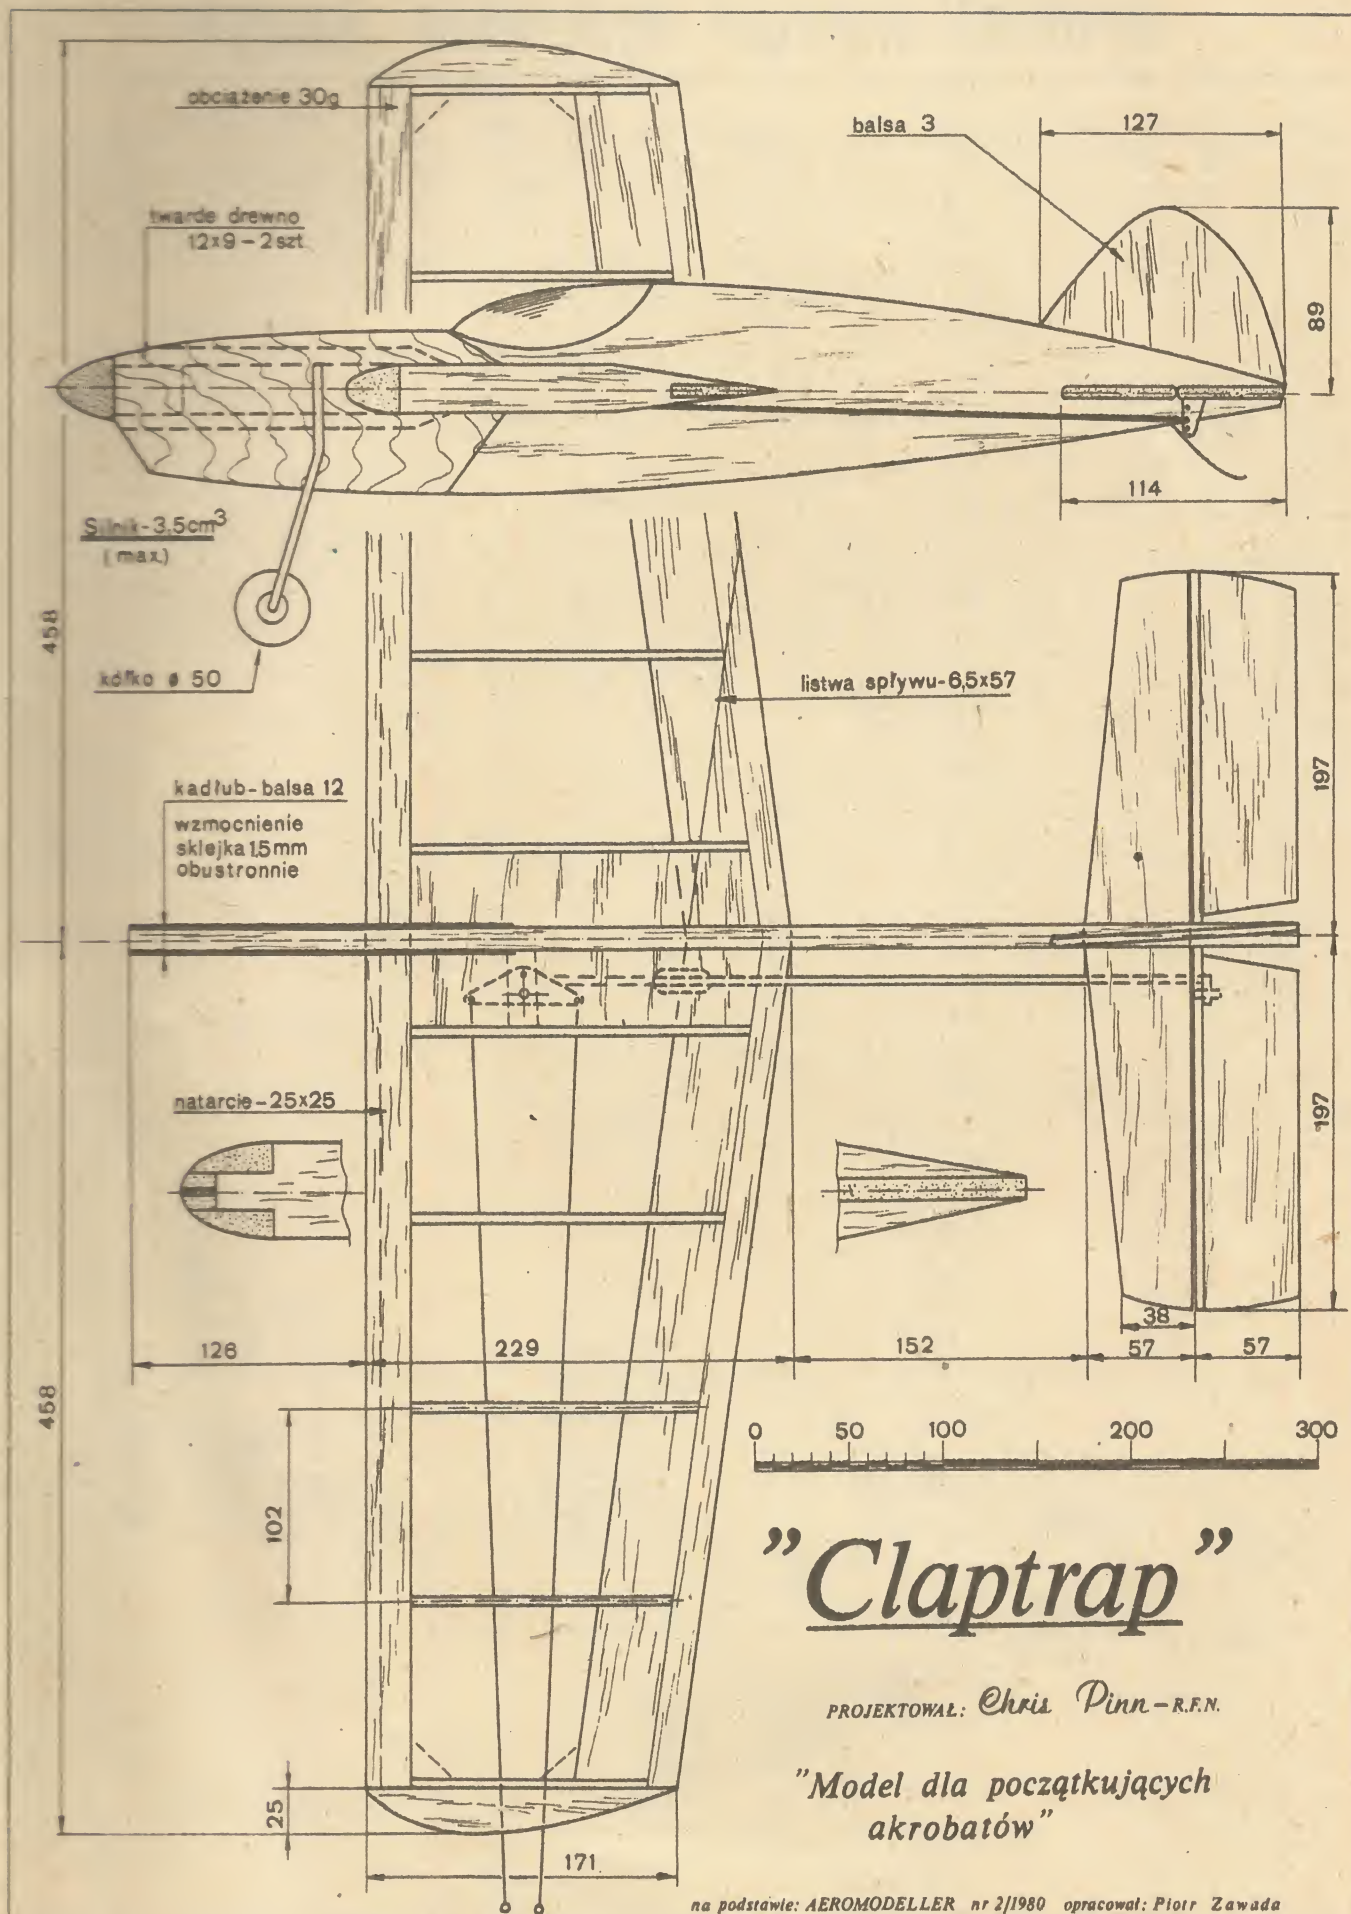 obciążenie 30g
balsa 3
127
twarde drewno
12x9 - 2szt.
89
114
Silnik-3,5cm³
(max.)
458
kółko ø 50
listwa spływu-6,5x57
197
kadłub-balsa 12
wzmocnienie
sklejka 1,5mm
obustronnie
natarcie-25x25
197
38
126
229
152
57
57
458
0 50 100 200 300
102
"Claptrap"
PROJEKTOWAŁ: Chris Pinn - R.F.N.
"Model dla początkujących
akrobatów"
25
171
na podstawie: AEROMODELLER nr 2/1980 opracował: Piotr Zawada